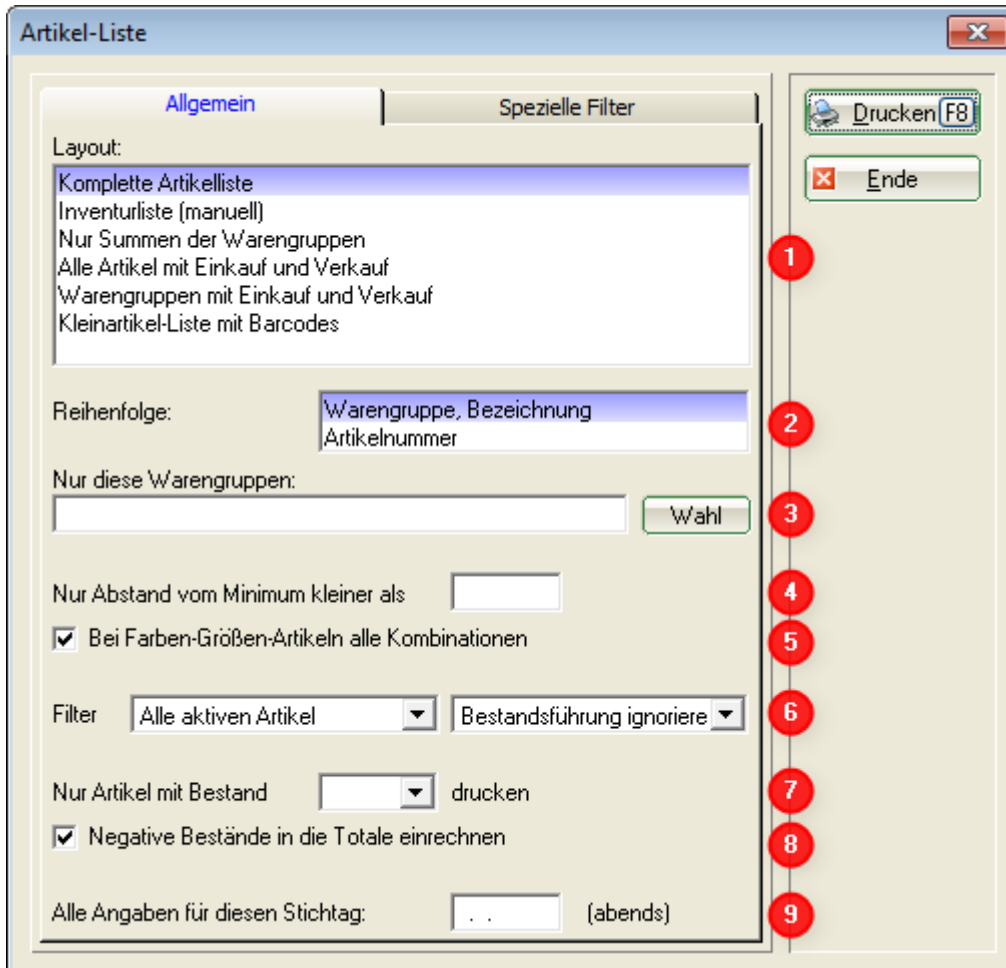 Artikel-Liste
Allgemein Spezielle Filter
Drucken F8
Ende
Layout:
Komplette Artikelliste
Inventurliste (manuell)
Nur Summen der Warengruppen
Alle Artikel mit Einkauf und Verkauf
Warengruppen mit Einkauf und Verkauf
Kleinartikel-Liste mit Barcodes
1
Reihenfolge:
Warengruppe, Bezeichnung
Artikelnummer
2
Nur diese Warengruppen:
Wahl
3
Nur Abstand vom Minimum kleiner als
4
Bei Farben-Größen-Artikeln alle Kombinationen
5
Filter Alle aktiven Artikel Bestandsführung ignoriere
6
Nur Artikel mit Bestand drucken
7
Negative Bestände in die Totale einrechnen
8
Alle Angaben für diesen Stichtag: . . (abends)
9